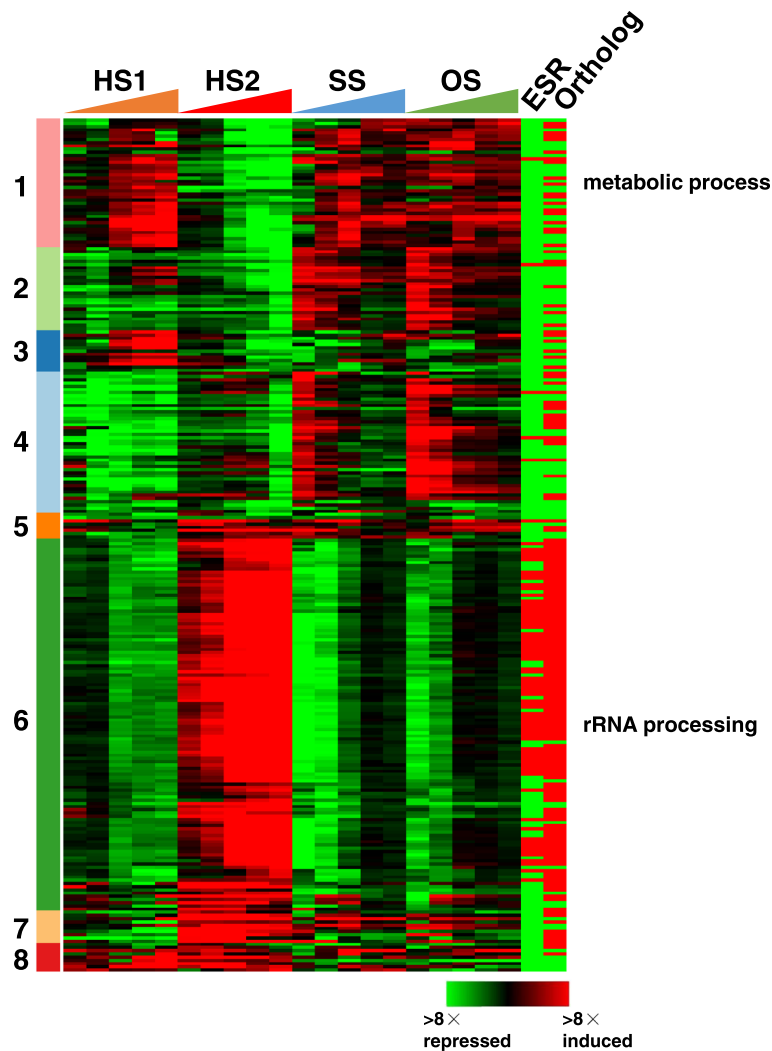 HS1 HS2 SS OS ESR Ortholog
1 metabolic process
2
3
4
5
6 rRNA processing
7
8
>8× >8×
repressed induced